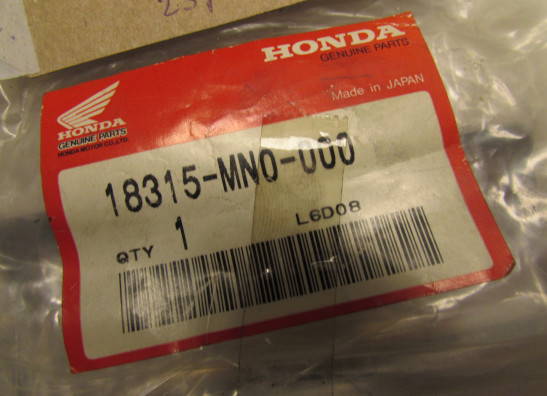 HONDA
GENUINE PARTS
Made in JAPAN
HONDA
GENUINE PARTS
HONDA MOTOR CO.,LTD.
18315-MN0-000
L6D08
QTY 1